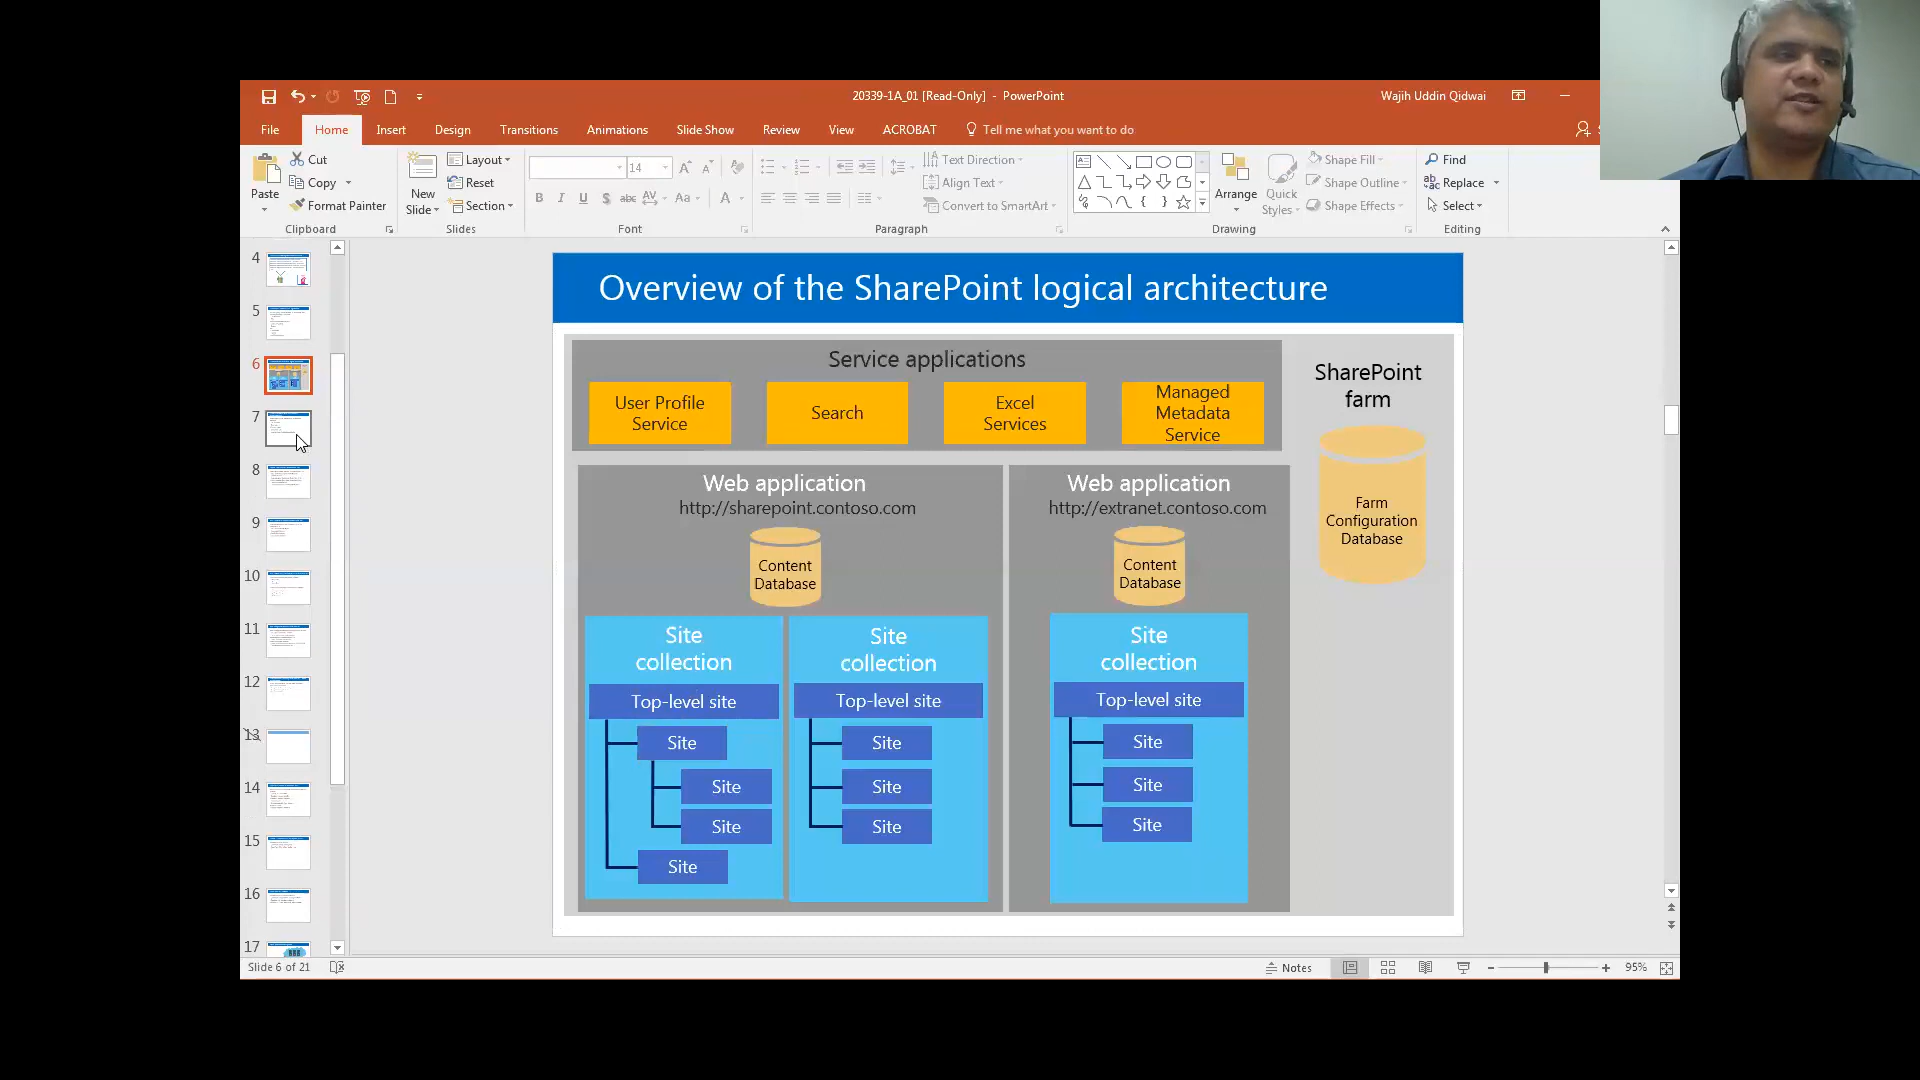 20339-1A_01 [Read-Only] - PowerPoint
Wajih Uddin Qidwai
File Home Insert Design Transitions Animations Slide Show Review View ACROBAT Tell me what you want to do
Paste
Cut
Copy
Format Painter
Clipboard
New
Slide
Layout
Reset
Section
Slides
14
B I U S abc AV Aa A
Font
Text Direction
Align Text
Convert to SmartArt
Paragraph
Arrange
Quick
Styles
Shape Fill
Shape Outline
Shape Effects
Drawing
Find
Replace
Select
Editing
4
5
6
7
8
9
10
11
12
13
14
15
16
17
Overview of the SharePoint logical architecture
Service applications
User Profile
Service
Search
Excel
Services
Managed
Metadata
Service
SharePoint
farm
Farm
Configuration
Database
Web application
http://sharepoint.contoso.com
Content
Database
Site
collection
Top-level site
Site
Site
Site
Site
Site
collection
Top-level site
Site
Site
Site
Web application
http://extranet.contoso.com
Content
Database
Site
collection
Top-level site
Site
Site
Site
Slide 6 of 21
Notes
95%